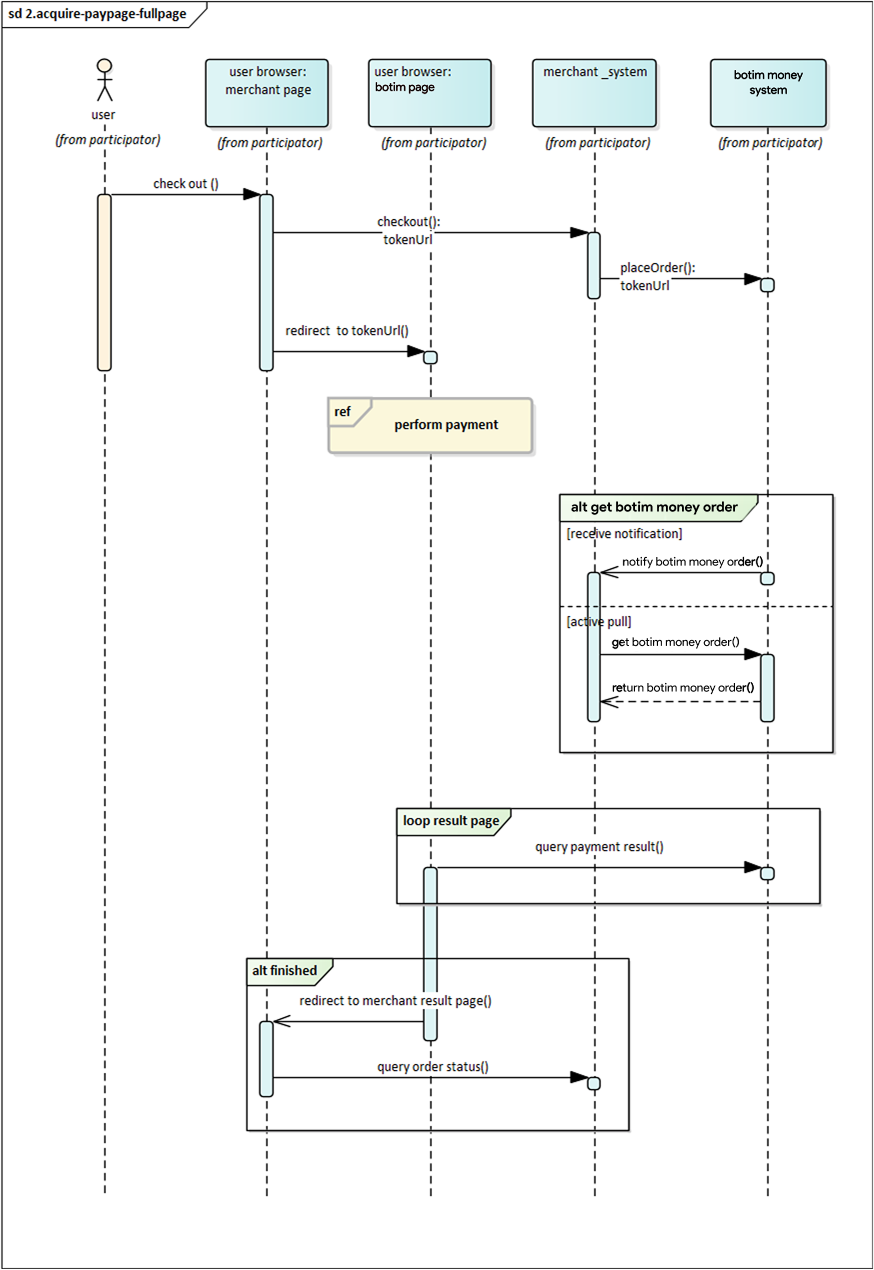 sd 2.acquire-paypage-fullpage
user browser:
merchant page
user browser:
botim page
merchant _system
botim money
system
user
(from participator)
(from participator)
(from participator)
(from participator)
(from participator)
check out ()
checkout():
tokenUrl
placeOrder():
tokenUrl
redirect to tokenUrl()
ref
perform payment
alt get botim money order
[receive notification]
notify botim money order()
[active pull]
get botim money order()
return botim money order()
loop result page
query payment result()
alt finished
redirect to merchant result page()
query order status()